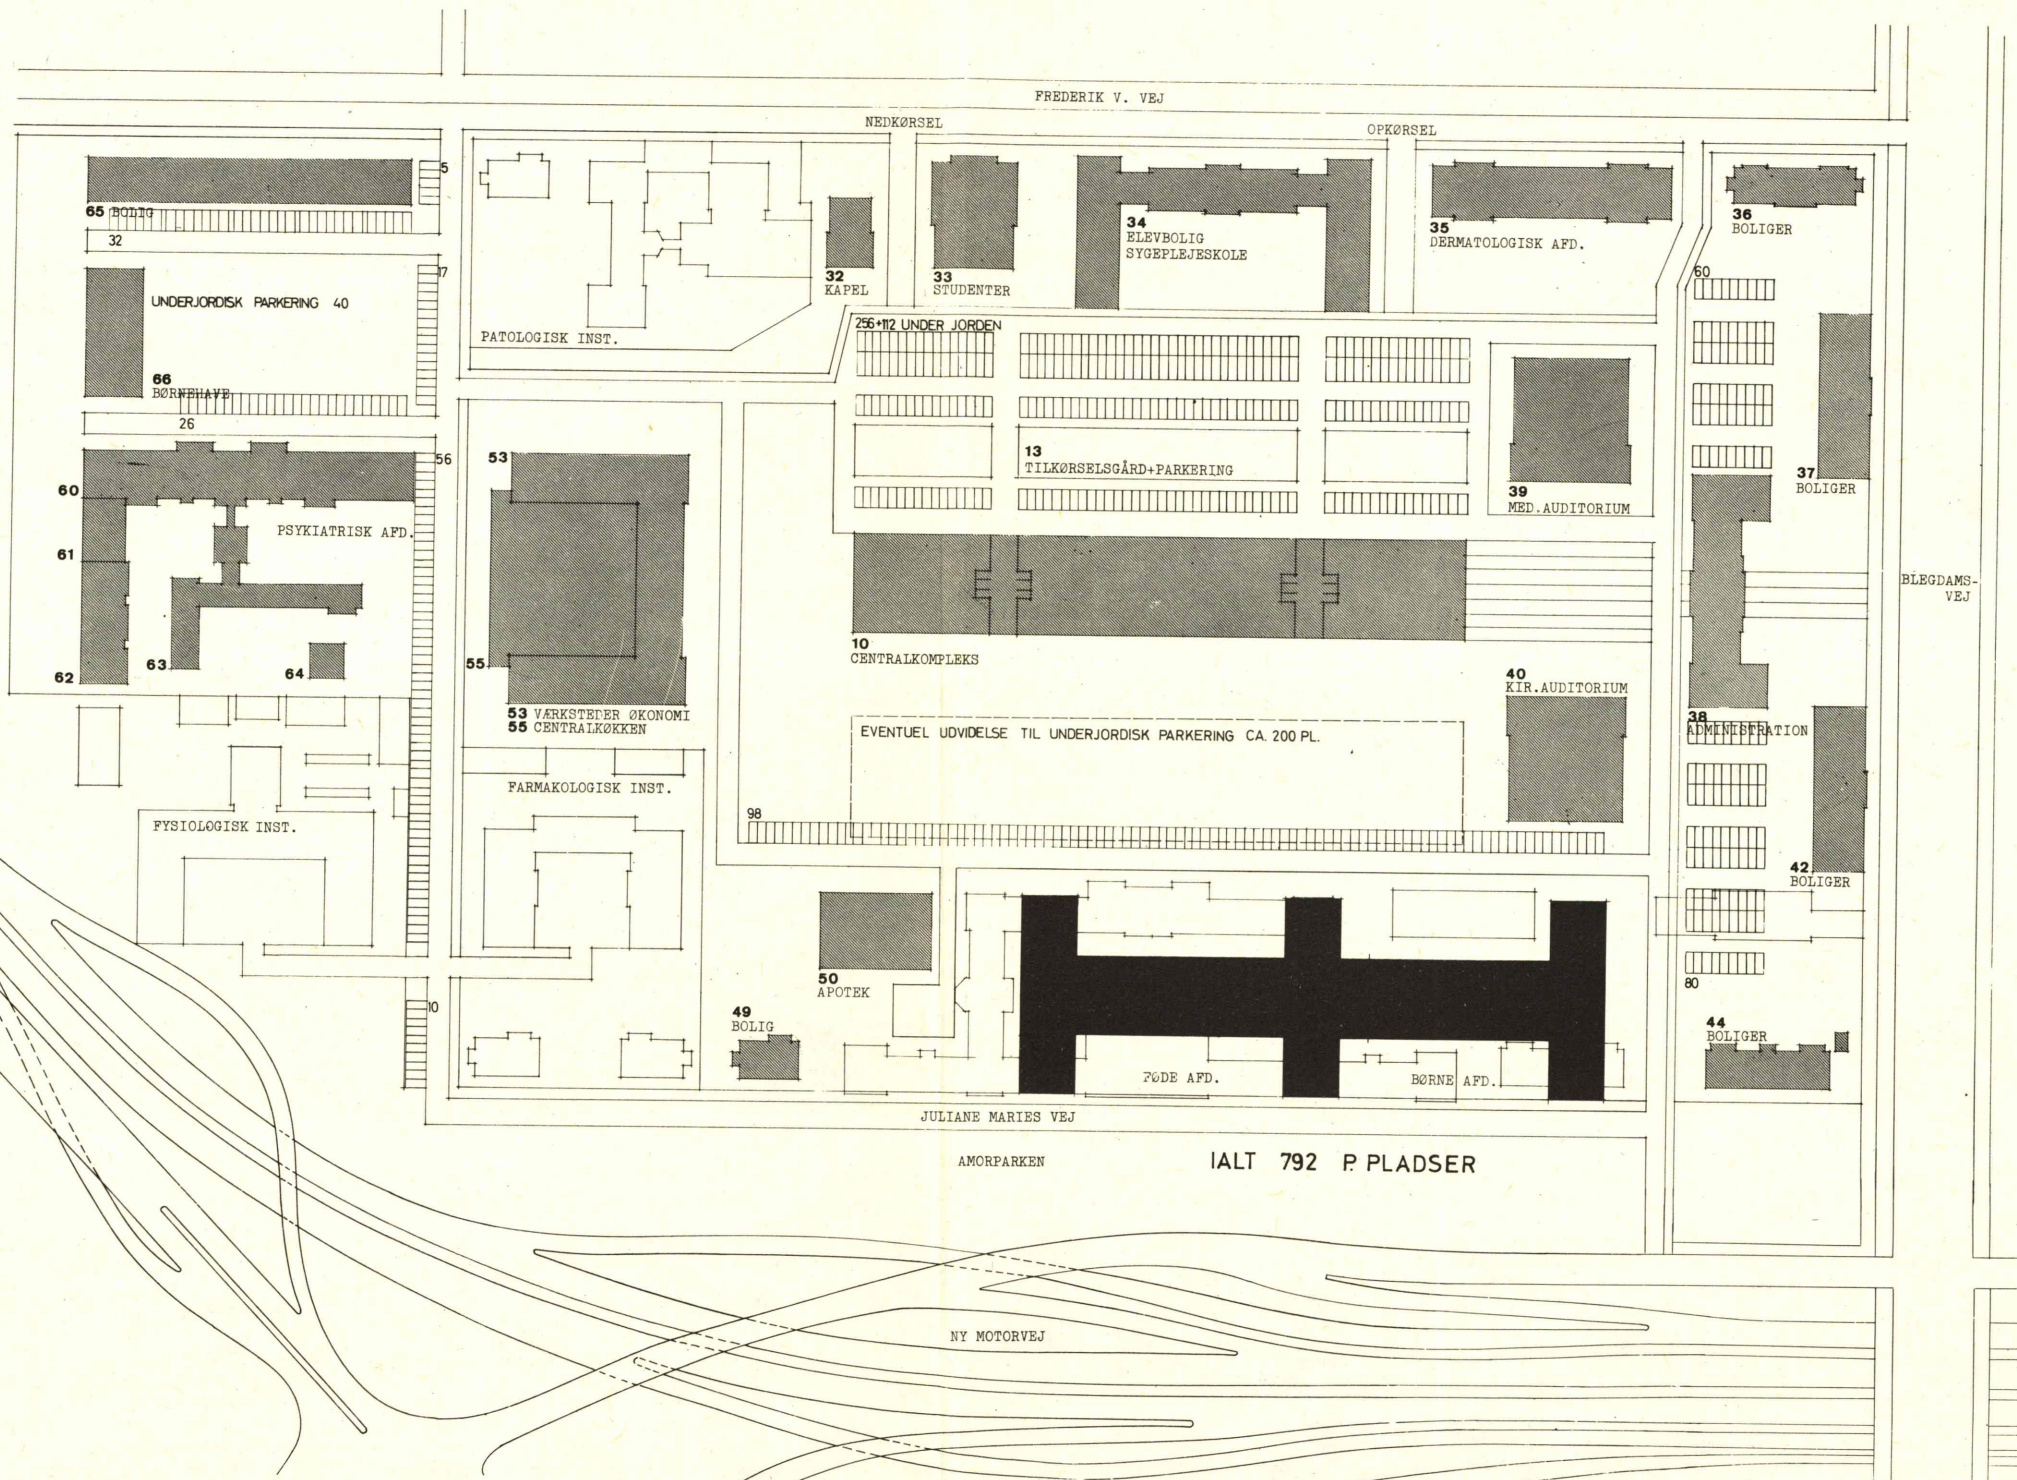 FREDERIK V. VEJ
NEDKØRSEL
OPKØRSEL
5
65 BOLIG
32
17
UNDERJORDISK PARKERING 40
66
BØRNEHAVE
26
PATOLOGISK INST.
32
KAPEL
33
STUDENTER
34
ELEVBOLIG
SYGEPLEJESKOLE
35
DERMATOLOGISK AFD.
36
BOLIGER
60
256+112 UNDER JORDEN
13
TILKØRSELSGÅRD+PARKERING
39
MED.AUDITORIUM
37
BOLIGER
56
60
PSYKIATRISK AFD.
61
62
63
64
53
55
53 VÆRKSTEDER ØKONOMI
55 CENTRALKØKKEN
10
CENTRALKOMPLEKS
40
KIR.AUDITORIUM
38
ADMINISTRATION
BLEGDAMS-
VEJ
EVENTUEL UDVIDELSE TIL UNDERJORDISK PARKERING CA. 200 PL.
FARMAKOLOGISK INST.
FYSIOLOGISK INST.
98
42
BOLIGER
50
APOTEK
80
10
49
BOLIG
44
BOLIGER
FØDE AFD.
BØRNE AFD.
JULIANE MARIES VEJ
AMORPARKEN
IALT 792 P. PLADSER
NY MOTORVEJ